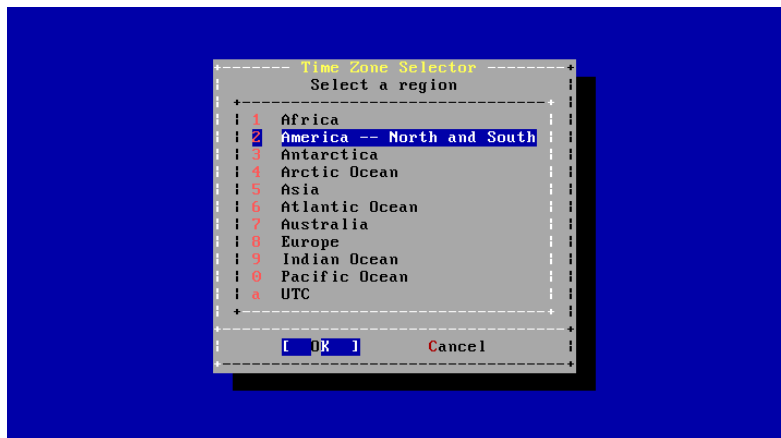 Time Zone Selector
Select a region
1 Africa
2 America -- North and South
3 Antarctica
4 Arctic Ocean
5 Asia
6 Atlantic Ocean
7 Australia
8 Europe
9 Indian Ocean
0 Pacific Ocean
a UTC
[ OK ] Cancel